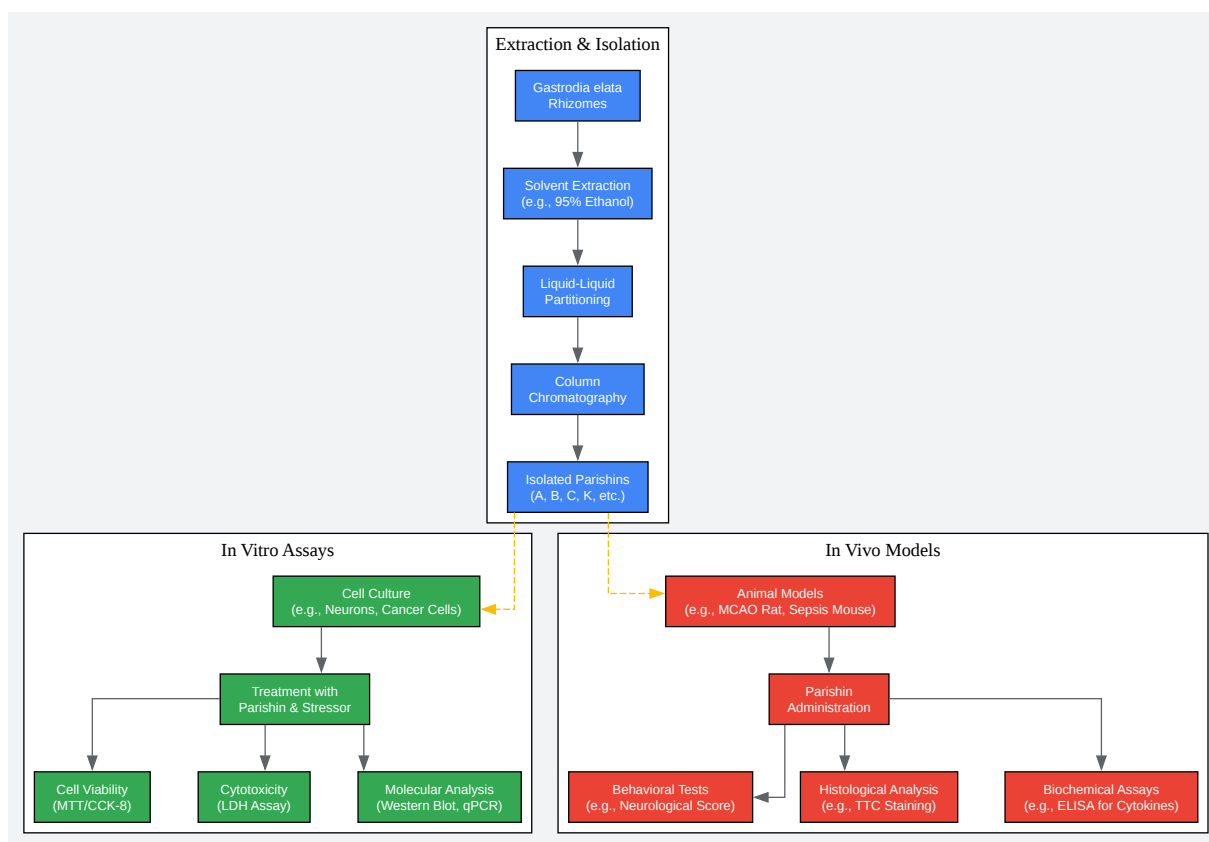 Extraction & Isolation
Gastrodia elata
Rhizomes
Solvent Extraction
(e.g., 95% Ethanol)
Liquid-Liquid
Partitioning
Column
Chromatography
Isolated Parishins
(A, B, C, K, etc.)
In Vitro Assays
Cell Culture
(e.g., Neurons, Cancer Cells)
Treatment with
Parishin & Stressor
Cell Viability
(MTT/CCK-8)
Cytotoxicity
(LDH Assay)
Molecular Analysis
(Western Blot, qPCR)
In Vivo Models
Animal Models
(e.g., MCAO Rat, Sepsis Mouse)
Parishin
Administration
Behavioral Tests
(e.g., Neurological Score)
Histological Analysis
(e.g., TTC Staining)
Biochemical Assays
(e.g., ELISA for Cytokines)